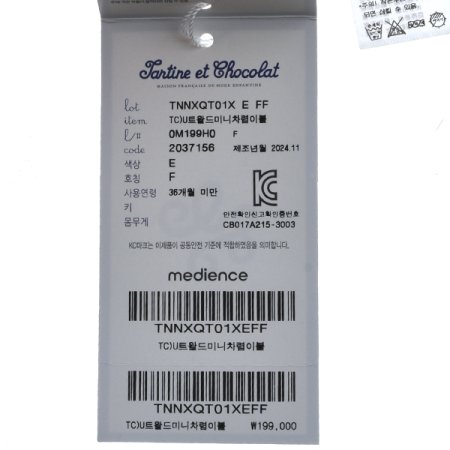 Tartine et Chocolat
MAISON FRANÇAISE DE MODE ENFANTINE
lot TNNXQT01X E FF
item TC)U트왈드미니차렵이불
l/# 0M199H0 F
code 2037156 제조년월 2024.11
색상 E
호칭 F
사용연령 36개월 미만
키
몸무게
안전확인신고확인증번호
CB017A215-3003
KC마크는 이제품이 공통안전 기준에 적합하였음을 의미합니다.
medience
TNNXQT01XEFF
TC)U트왈드미니차렵이불
TNNXQT01XEFF
TC)U트왈드미니차렵이불 ₩199,000